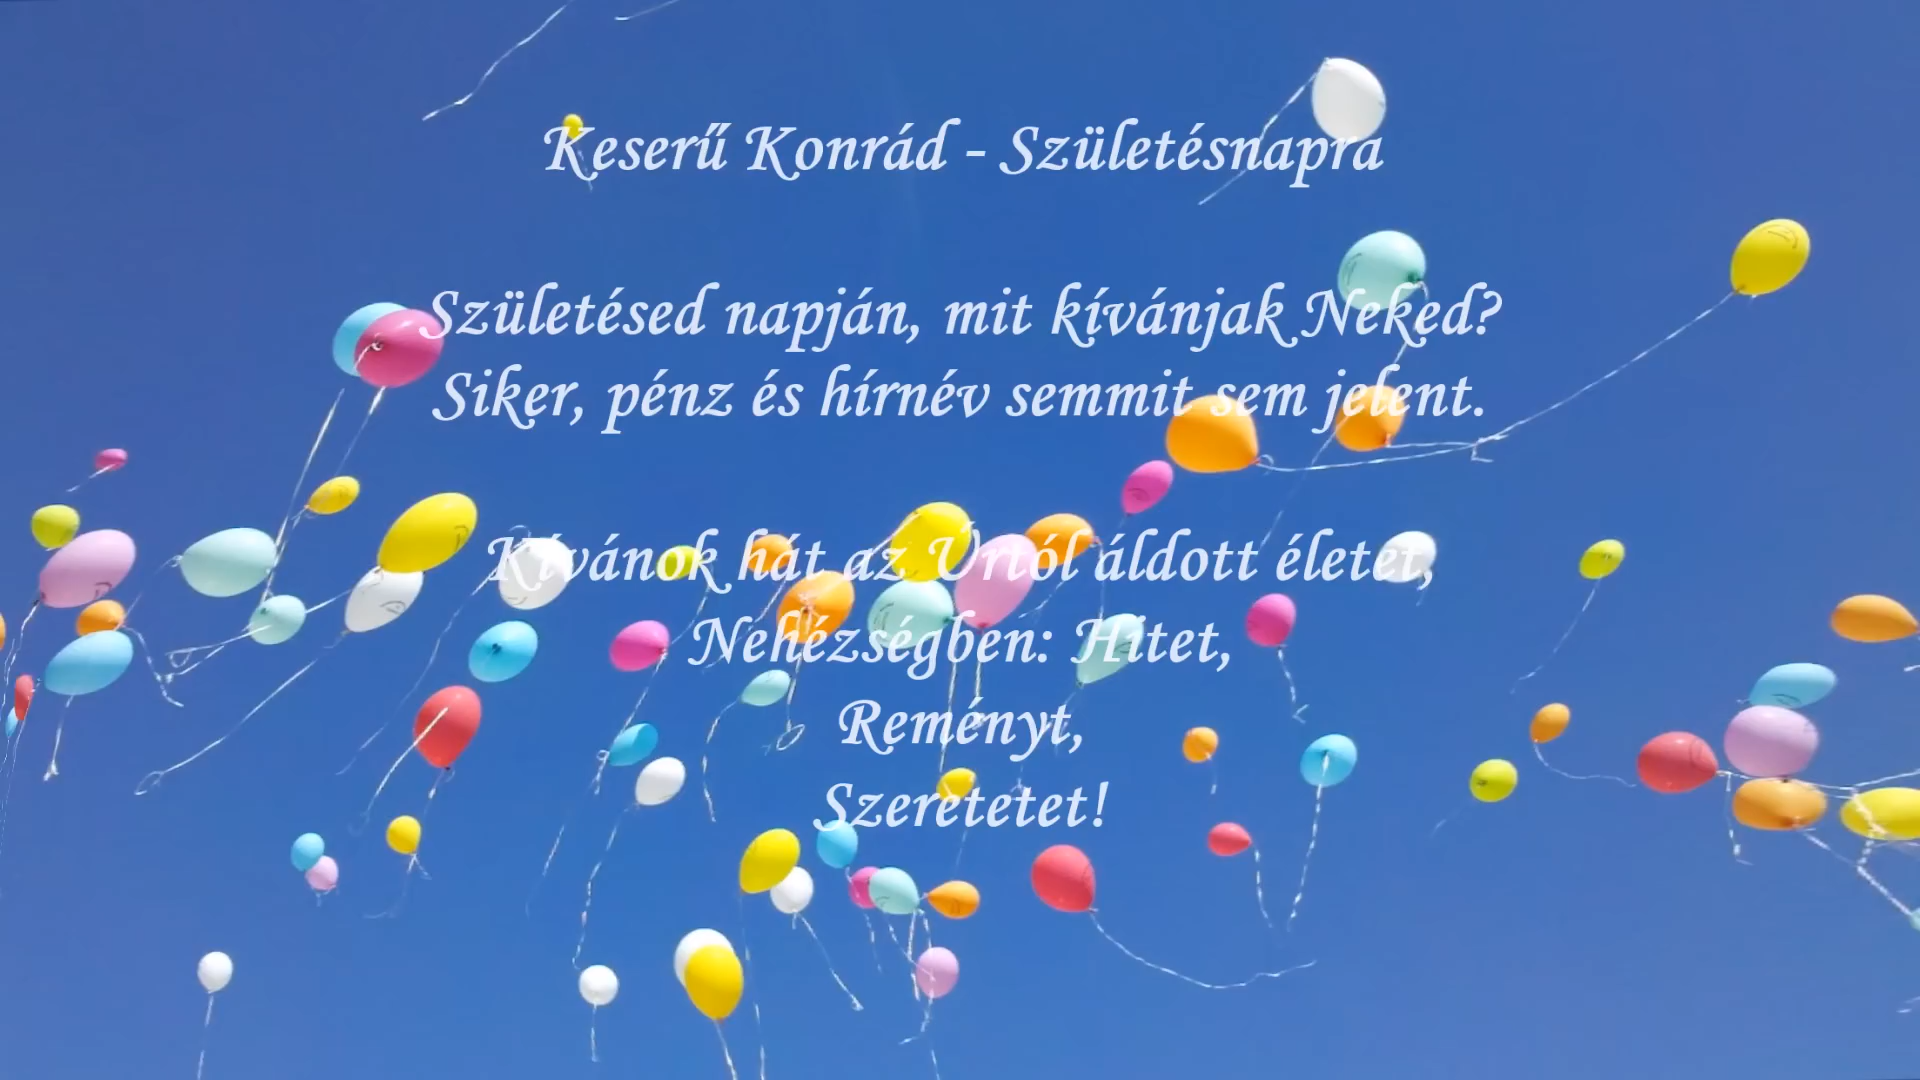 Keserű Konrád - Születésnapra
Születésed napján, mit kívánjak Neked?
Siker, pénz és hírnév semmit sem jelent.
Kívánok hát az Úrtól áldott életet,
Nehézségben: Hitet,
Reményt,
Szeretetet!